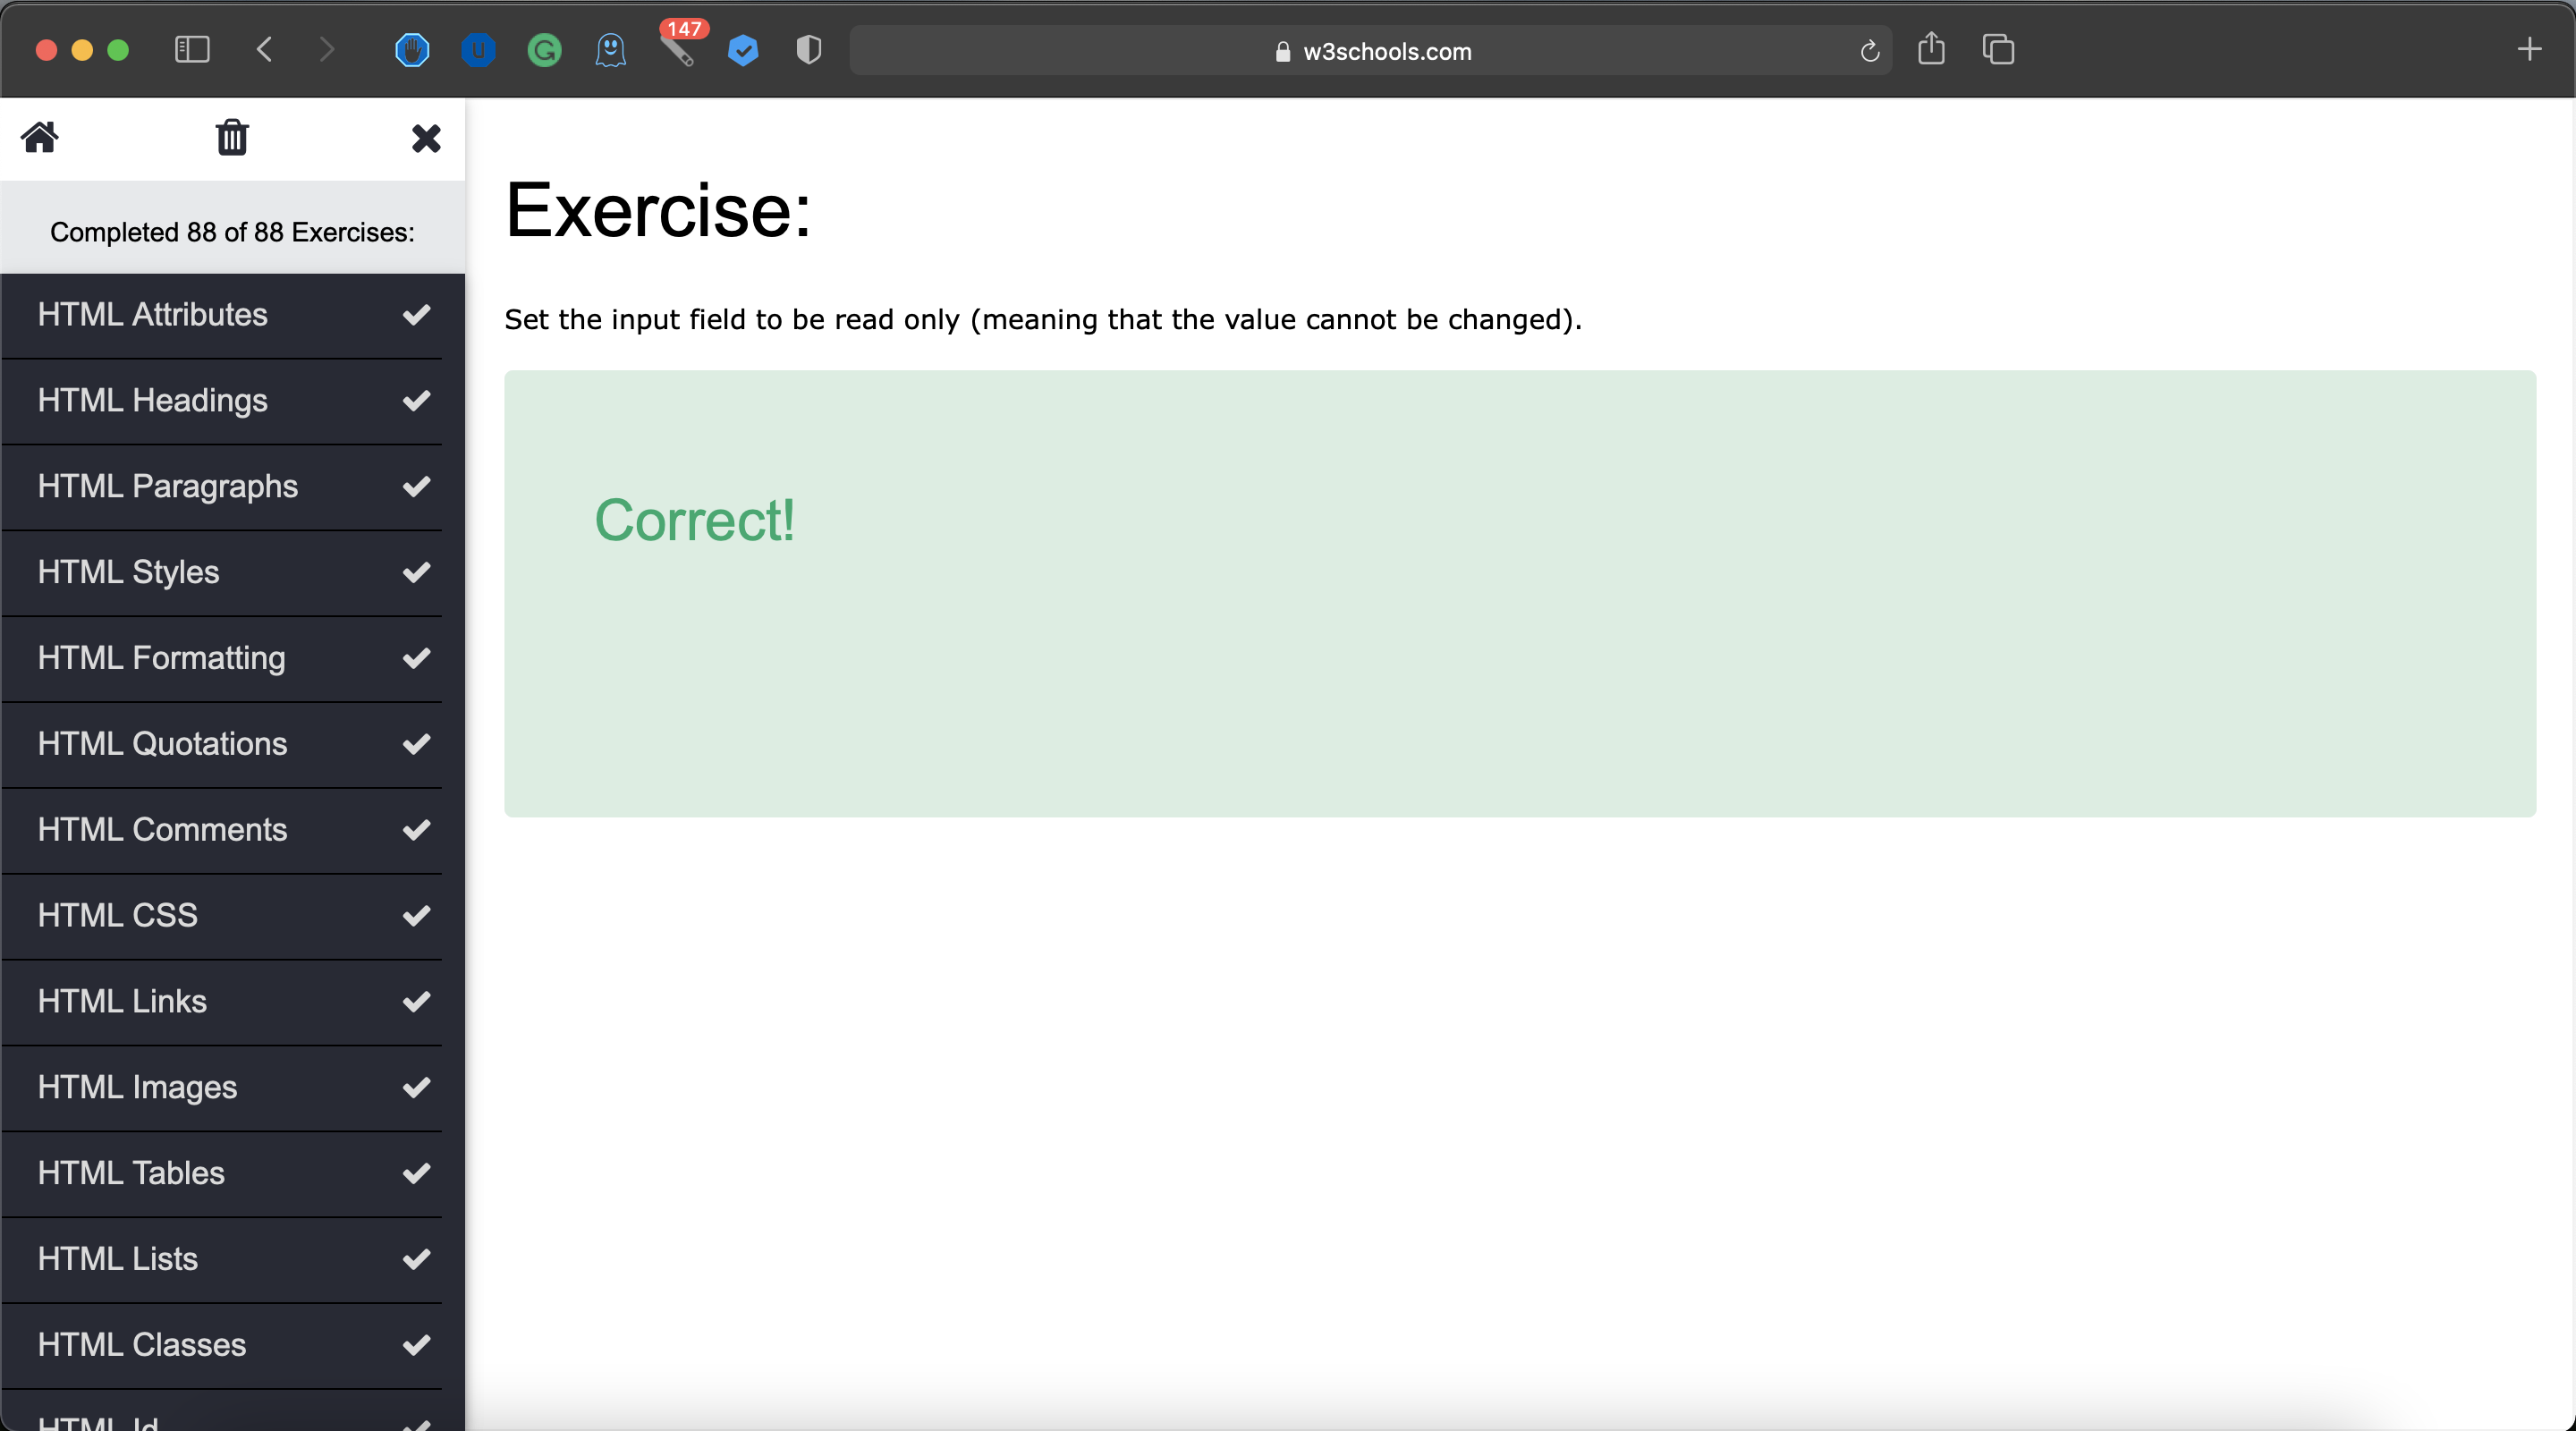 147
w3schools.com
Completed 88 of 88 Exercises:
HTML Attributes
HTML Headings
HTML Paragraphs
HTML Styles
HTML Formatting
HTML Quotations
HTML Comments
HTML CSS
HTML Links
HTML Images
HTML Tables
HTML Lists
HTML Classes
HTML Id
Exercise:
Set the input field to be read only (meaning that the value cannot be changed).
Correct!